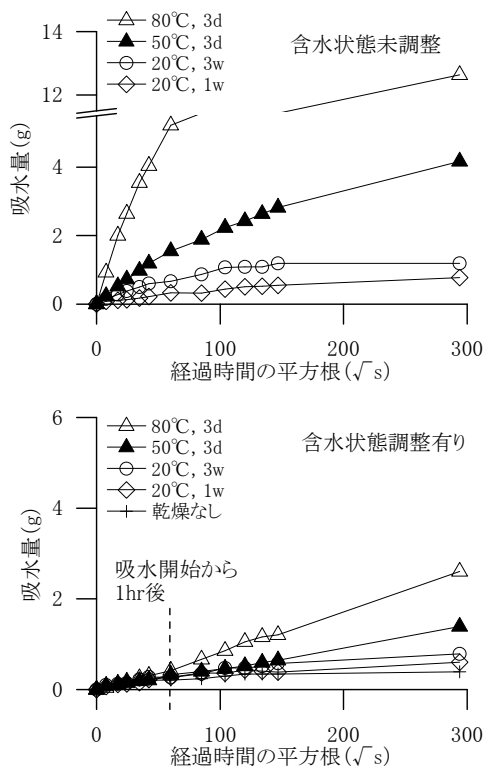 80℃, 3d
50℃, 3d
20℃, 3w
20℃, 1w
含水状態未調整
14
12
4
2
0
吸水量(g)
0 100 200 300
経過時間の平方根(√s)
80℃, 3d
50℃, 3d
20℃, 3w
20℃, 1w
乾燥なし
含水状態調整有り
吸水開始から
1hr後
6
4
2
0
吸水量(g)
0 100 200 300
経過時間の平方根(√s)